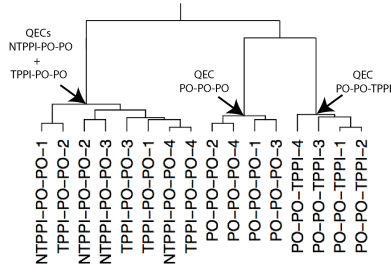 QECs
NTPPI-PO-PO
+
TPPI-PO-PO
QEC
PO-PO-PO
QEC
PO-PO-TPPI
NTPPI-PO-PO-1
TPPI-PO-PO-2
NTPPI-PO-PO-2
NTPPI-PO-PO-3
TPPI-PO-PO-3
TPPI-PO-PO-1
NTPPI-PO-PO-4
TPPI-PO-PO-4
PO-PO-PO-2
PO-PO-PO-4
PO-PO-PO-1
PO-PO-PO-3
PO-PO-TPPI-4
PO-PO-TPPI-3
PO-PO-TPPI-1
PO-PO-TPPI-2